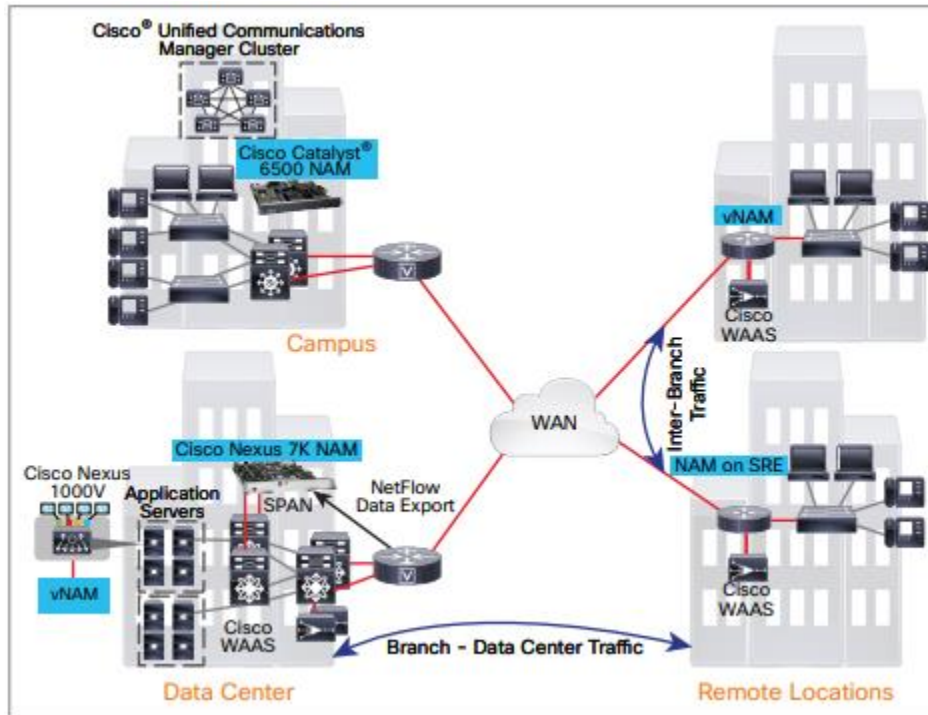 Cisco® Unified Communications
Manager Cluster
Cisco Catalyst®
6500 NAM
V
Campus
vNAM
Cisco
WAAS
WAN
Inter-Branch
Traffic
Cisco Nexus 7K NAM
Cisco Nexus
1000V
Application
Servers
SPAN
NetFlow
Data Export
V
vNAM
Cisco
WAAS
Data Center
Branch - Data Center Traffic
NAM on SRE
Cisco
WAAS
Remote Locations